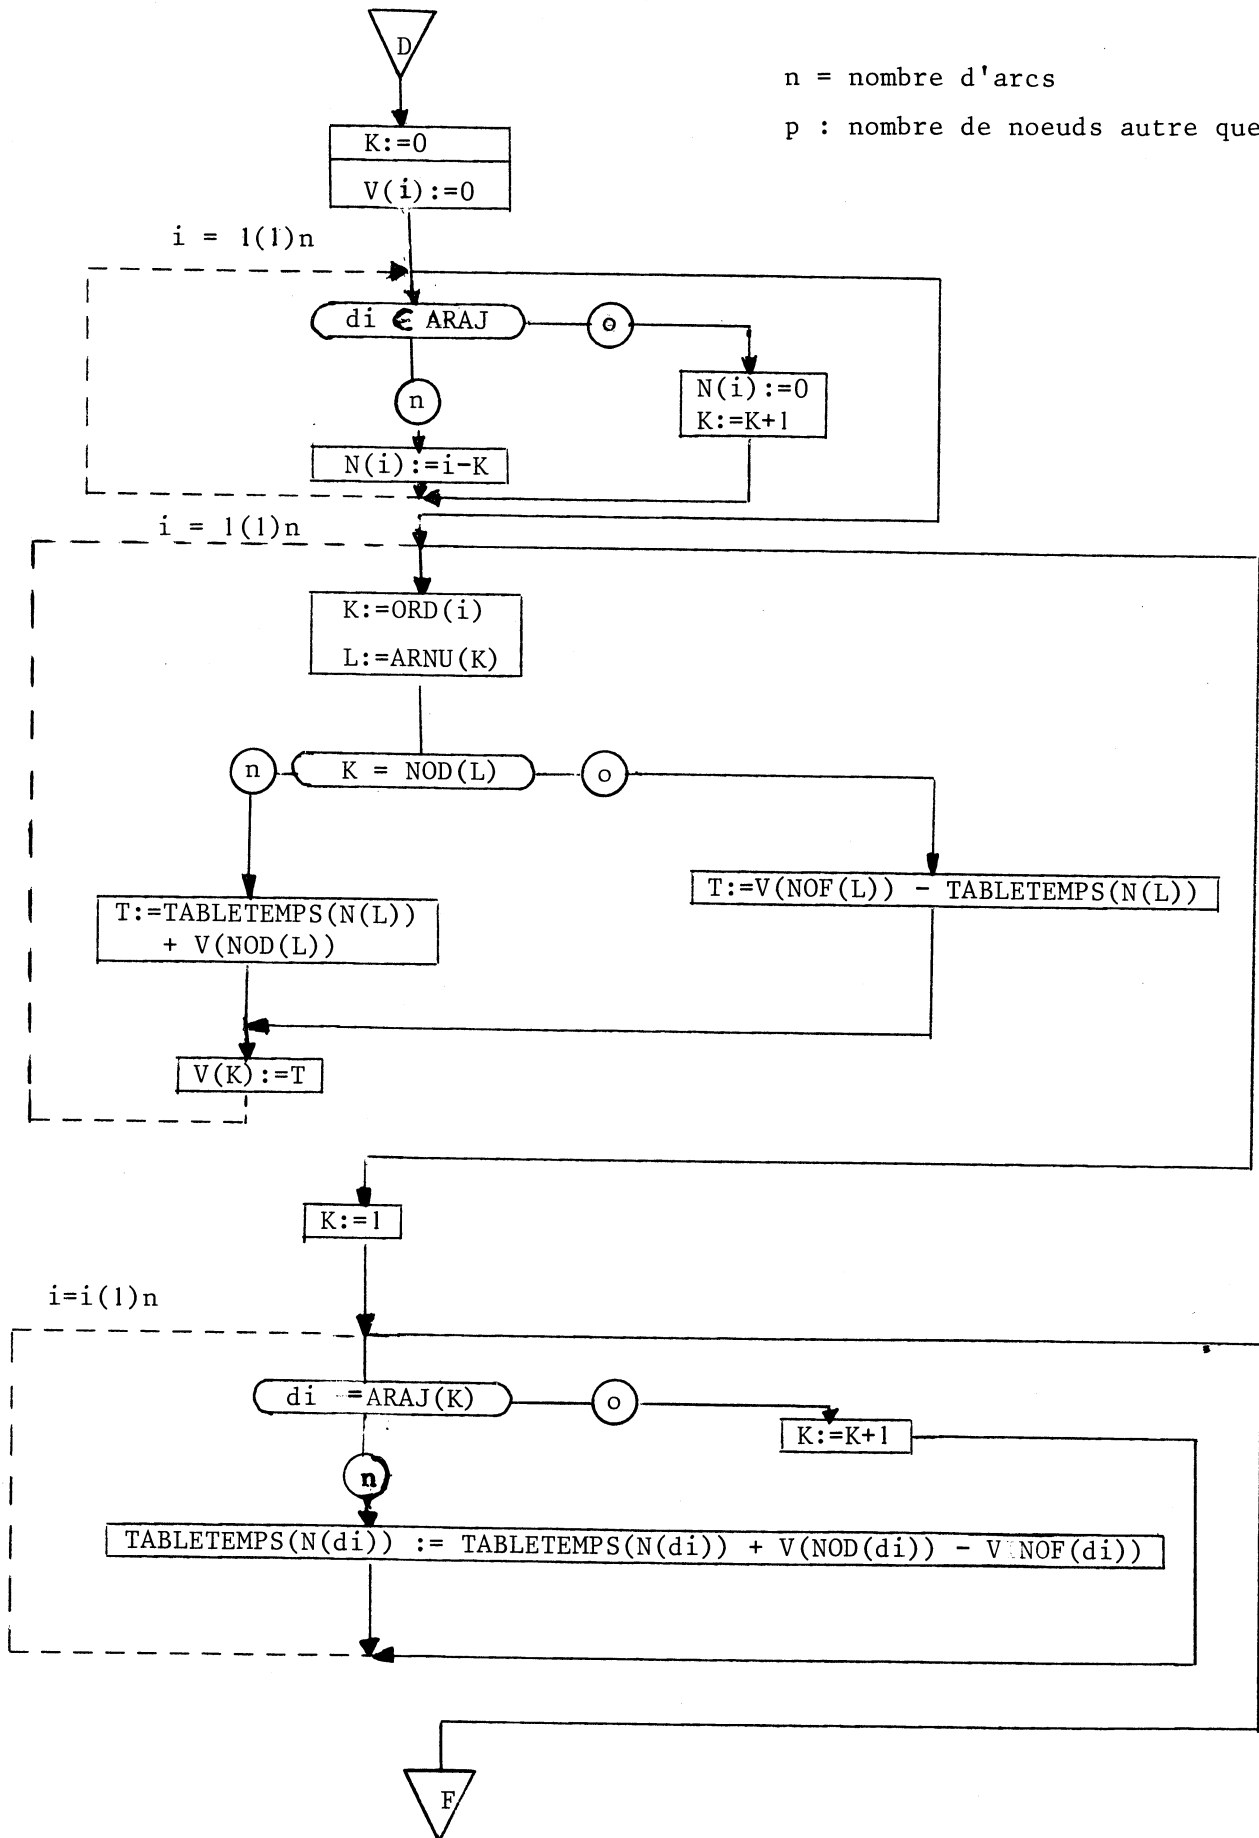 D
n = nombre d'arcs
p : nombre de noeuds autre que
K:=0
V(i):=0
i = 1(1)n
di ∈ ARAJ
o
n
N(i):=0
K:=K+1
N(i):=i-K
i = 1(1)n
K:=ORD(i)
L:=ARNU(K)
n
K = NOD(L)
o
T:=V(NOF(L)) - TABLETEMPS(N(L))
T:=TABLETEMPS(N(L))
+ V(NOD(L))
V(K):=T
K:=1
i=i(1)n
di =ARAJ(K)
o
K:=K+1
n
TABLETEMPS(N(di)) := TABLETEMPS(N(di)) + V(NOD(di)) - V NOF(di))
F